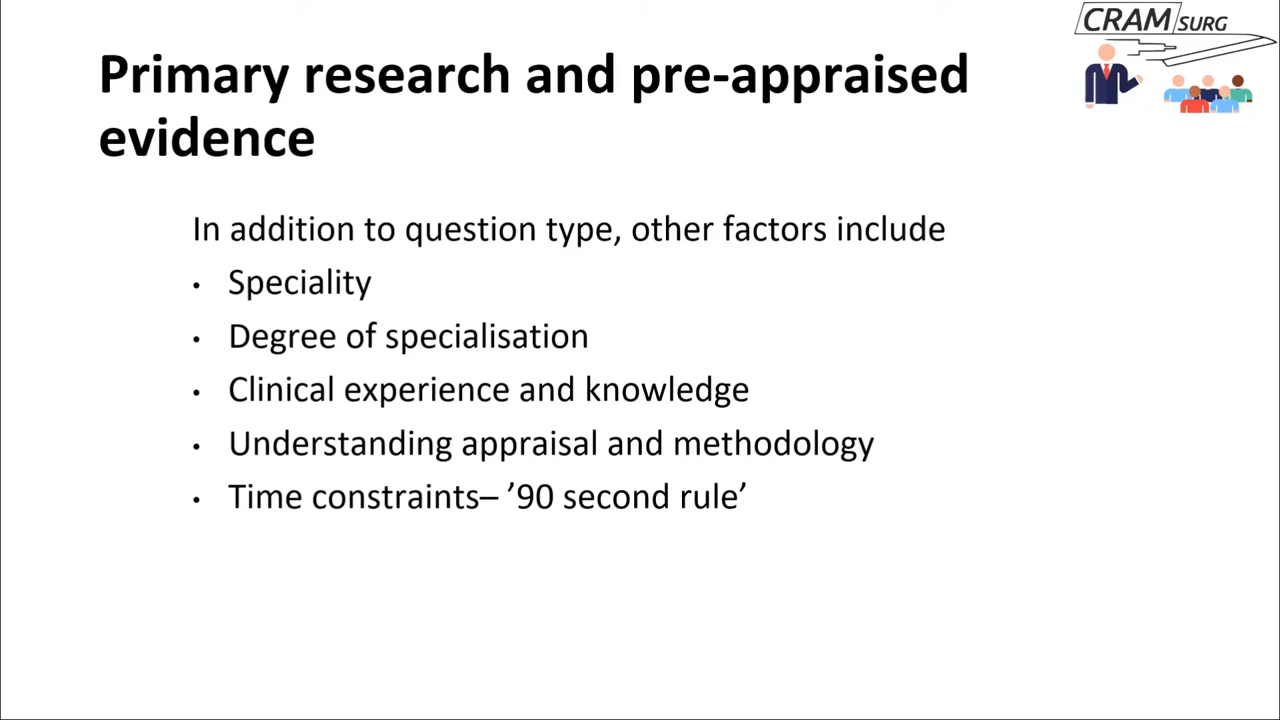 CRAM SURG
Primary research and pre-appraised
evidence
In addition to question type, other factors include
• Speciality
• Degree of specialisation
• Clinical experience and knowledge
• Understanding appraisal and methodology
• Time constraints– ’90 second rule’